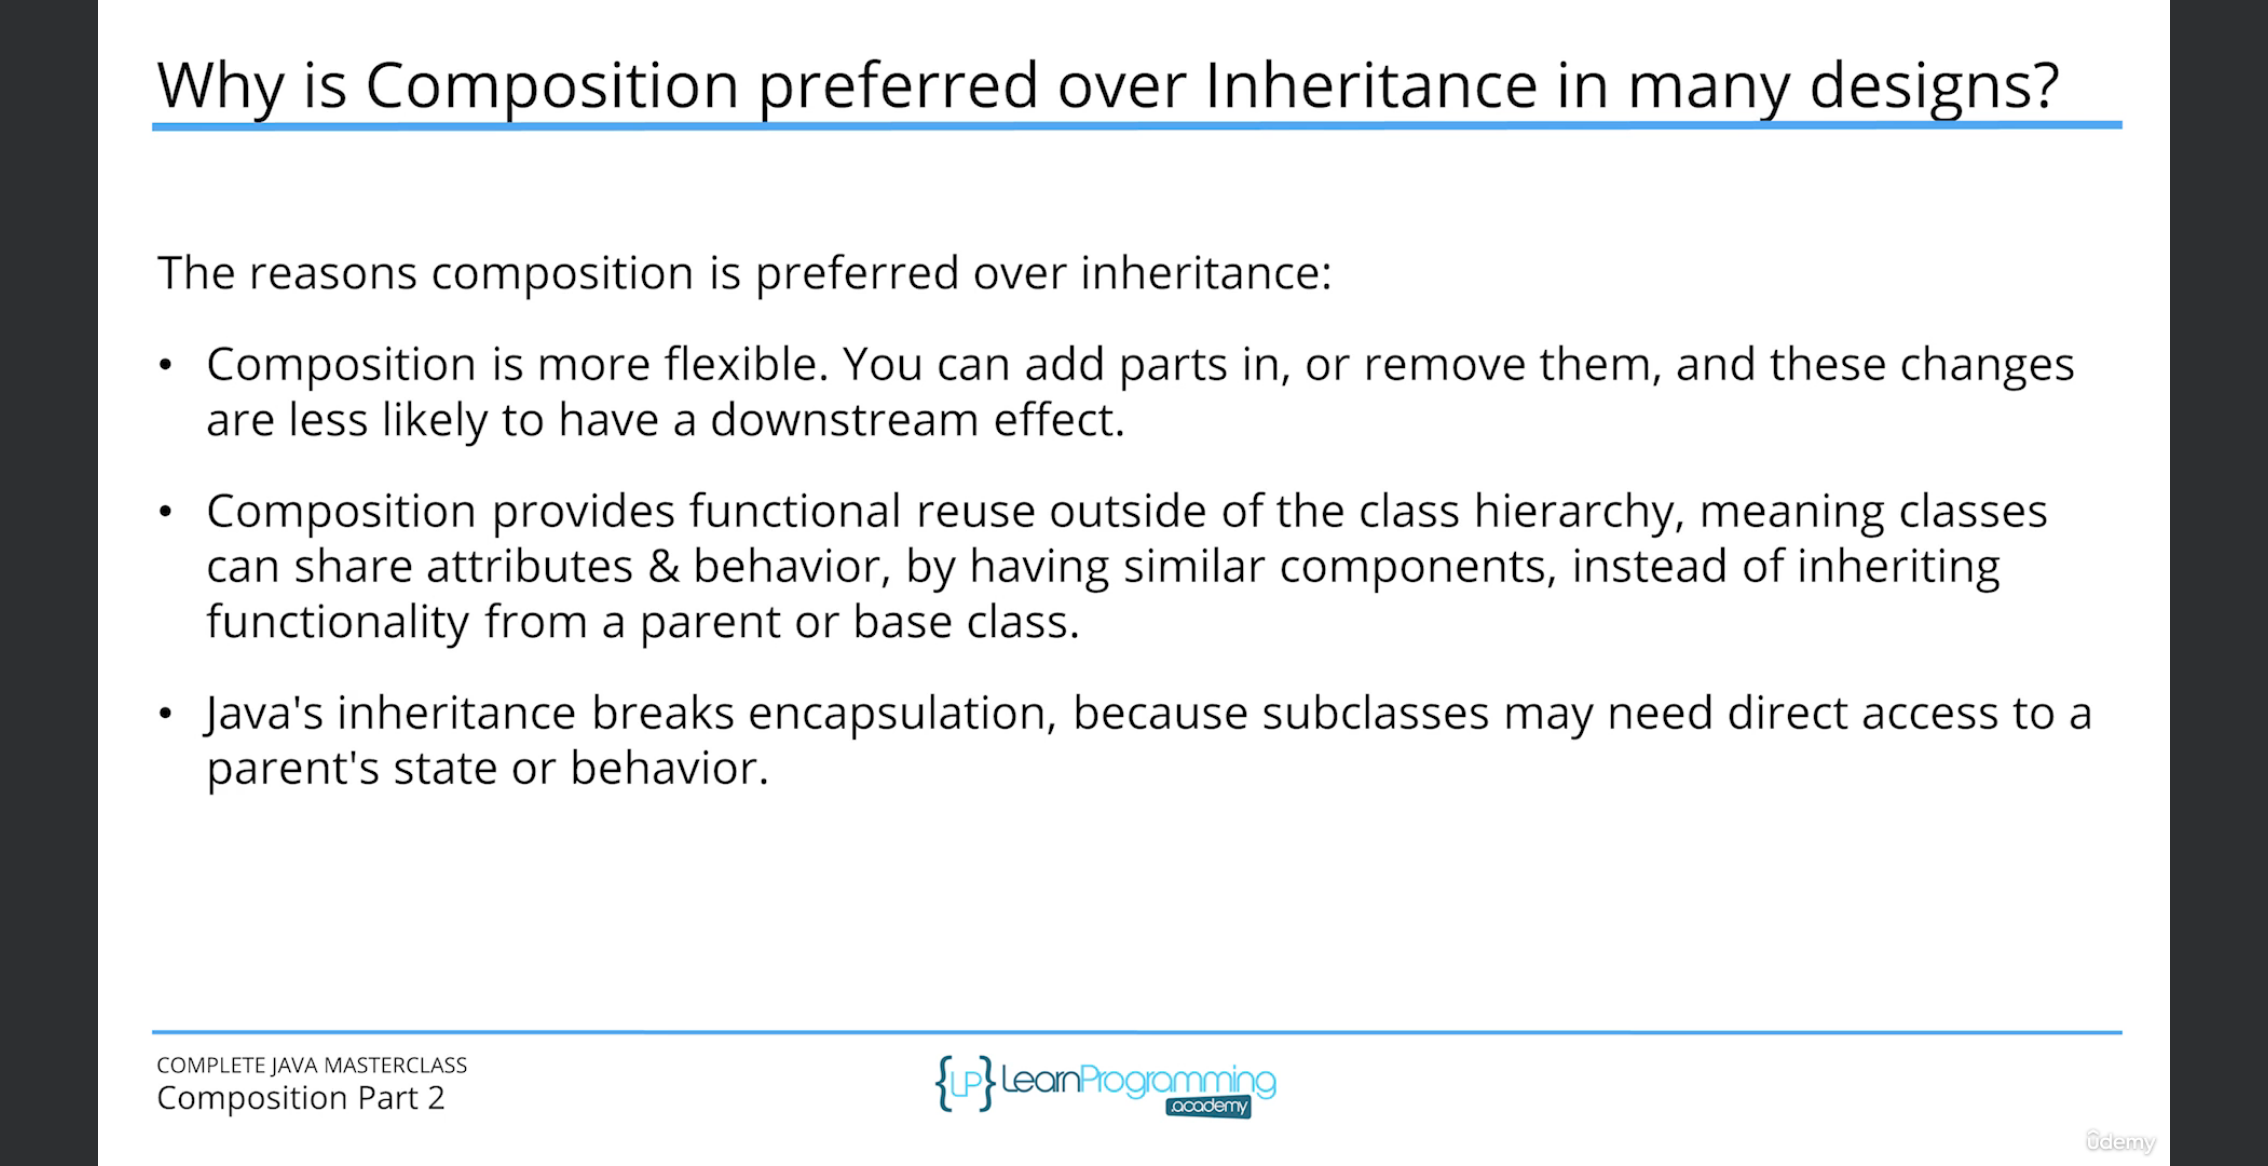 Why is Composition preferred over Inheritance in many designs?
The reasons composition is preferred over inheritance:
• Composition is more flexible. You can add parts in, or remove them, and these changes
are less likely to have a downstream effect.
• Composition provides functional reuse outside of the class hierarchy, meaning classes
can share attributes & behavior, by having similar components, instead of inheriting
functionality from a parent or base class.
• Java's inheritance breaks encapsulation, because subclasses may need direct access to a
parent's state or behavior.
COMPLETE JAVA MASTERCLASS
Composition Part 2
{LP} LearnProgramming
.academy
ûdemy